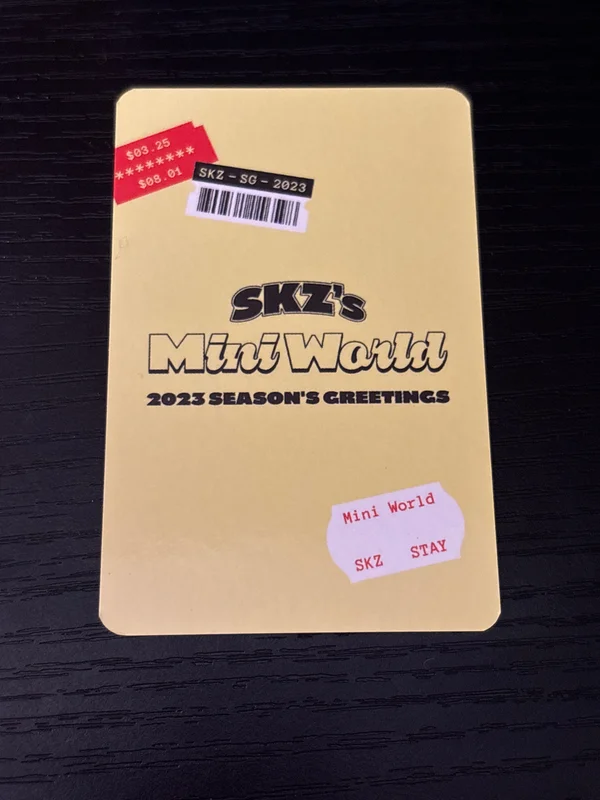 $03.25
********
$08.01
SKZ - SG - 2023
SKZ's
Mini World
2023 SEASON'S GREETINGS
Mini World
SKZ STAY